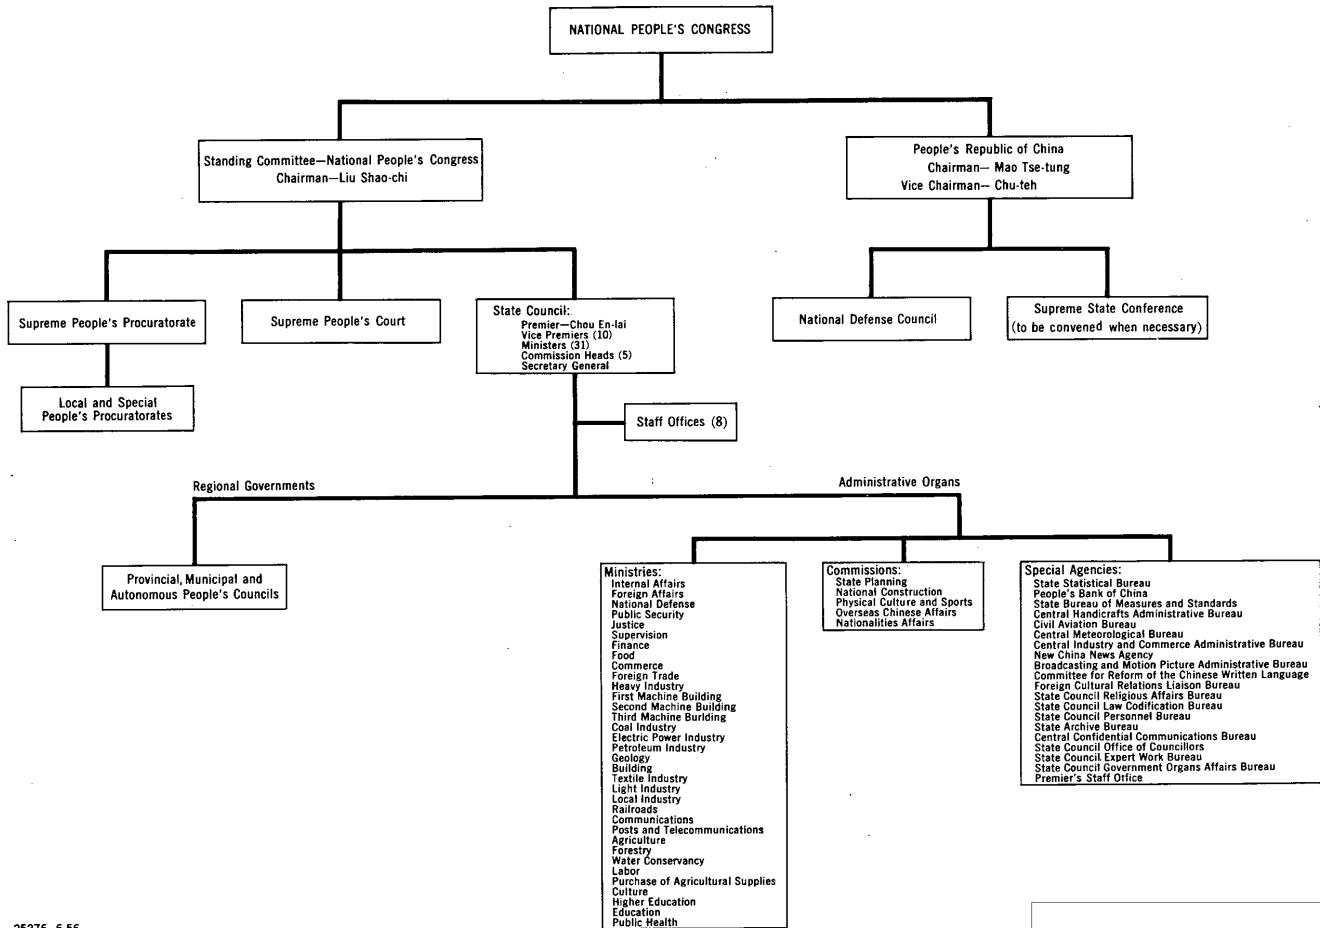 NATIONAL PEOPLE'S CONGRESS
Standing Committee—National People's Congress
Chairman—Liu Shao-chi
People's Republic of China
Chairman— Mao Tse-tung
Vice Chairman-- Chu-teh
Supreme People's Procuratorate
Supreme People's Court
State Council:
Premier—Chou En-lai
Vice Premiers (10)
Ministers (31)
Commission Heads (5)
Secretary General
National Defense Council
Supreme State Conference
(to be convened when necessary)
Local and Special
People's Procuratorates
Staff Offices (8)
Regional Governments
Administrative Organs
Provincial, Municipal and
Autonomous People's Councils
Ministries:
Internal Affairs
Foreign Affairs
National Defense
Public Security
Justice
Supervision
Finance
Food
Commerce
Foreign Trade
Heavy Industry
First Machine Building
Second Machine Building
Third Machine Building
Coal Industry
Electric Power Industry
Petroleum Industry
Geology
Building
Textile Industry
Light Industry
Local Industry
Railroads
Communications
Posts and Telecommunications
Agriculture
Forestry
Water Conservancy
Labor
Purchase of Agricultural Supplies
Culture
Higher Education
Education
Public Health
Commissions:
State Planning
National Construction
Physical Culture and Sports
Overseas Chinese Affairs
Nationalities Affairs
Special Agencies:
State Statistical Bureau
People's Bank of China
State Bureau of Measures and Standards
Central Handicrafts Administrative Bureau
Civil Aviation Bureau
Central Meteorological Bureau
Central Industry and Commerce Administrative Bureau
New China News Agency
Broadcasting and Motion Picture Administrative Bureau
Committee for Reform of the Chinese Written Language
Foreign Cultural Relations Liaison Bureau
State Council Religious Affairs Bureau
State Council Law Codification Bureau
State Council Personnel Bureau
State Archive Bureau
Central Confidential Communications Bureau
State Council Office of Councillors
State Council Expert Work Bureau
State Council Government Organs Affairs Bureau
Premier's Staff Office